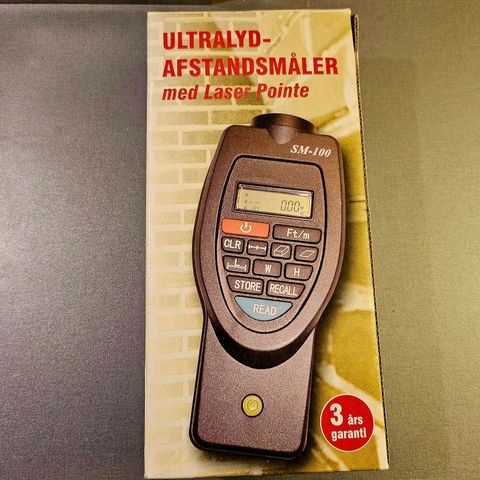 ULTRALYD-
AFSTANDSMÅLER
med Laser Pointe
SM-100
0.00
Ft/m
CLR
W
H
STORE
RECALL
READ
3 års
garanti